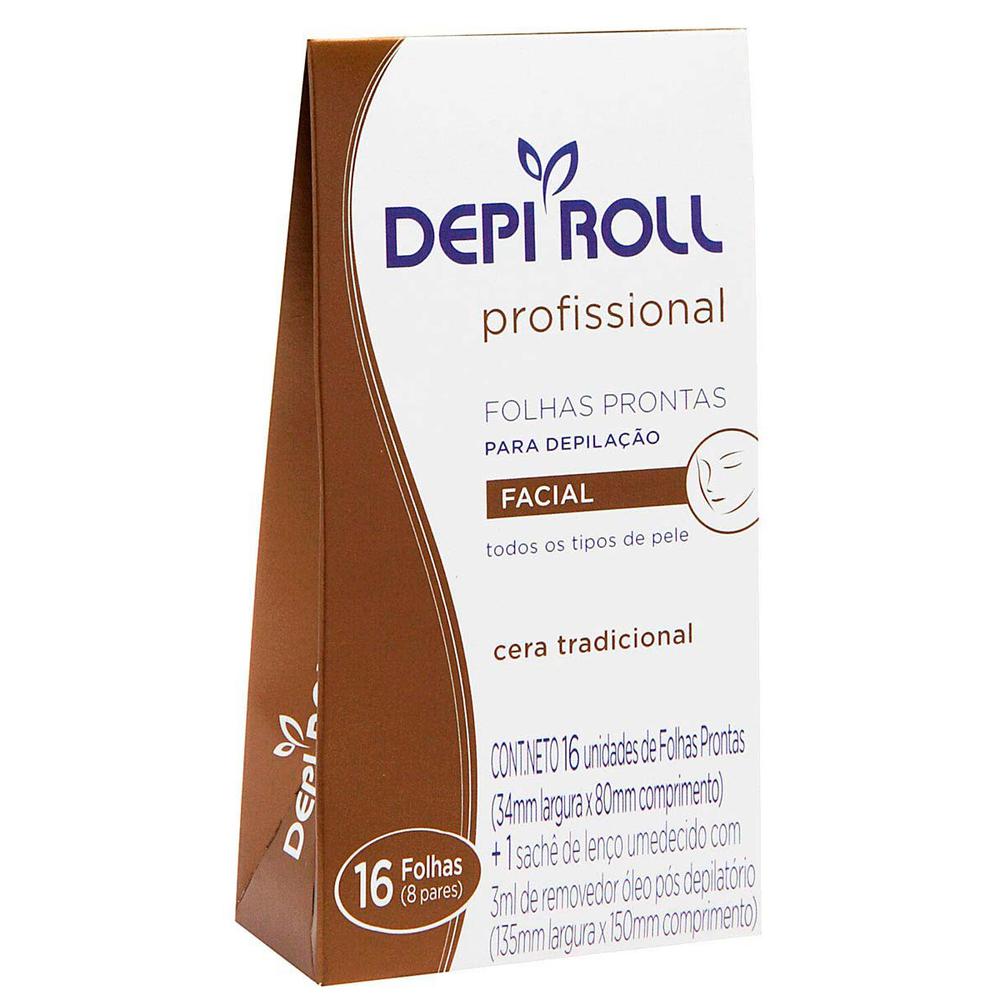 DEPI ROLL
profissional
FOLHAS PRONTAS
PARA DEPILAÇÃO
FACIAL
todos os tipos de pele
cera tradicional
CONT.NETO 16 unidades de Folhas Prontas
(34mm largura x 80mm comprimento)
+ 1 sachê de lenço umedecido com
3ml de removedor óleo pós depilatório
(135mm largura x 150mm comprimento)
16 Folhas
(8 pares)
DEPI